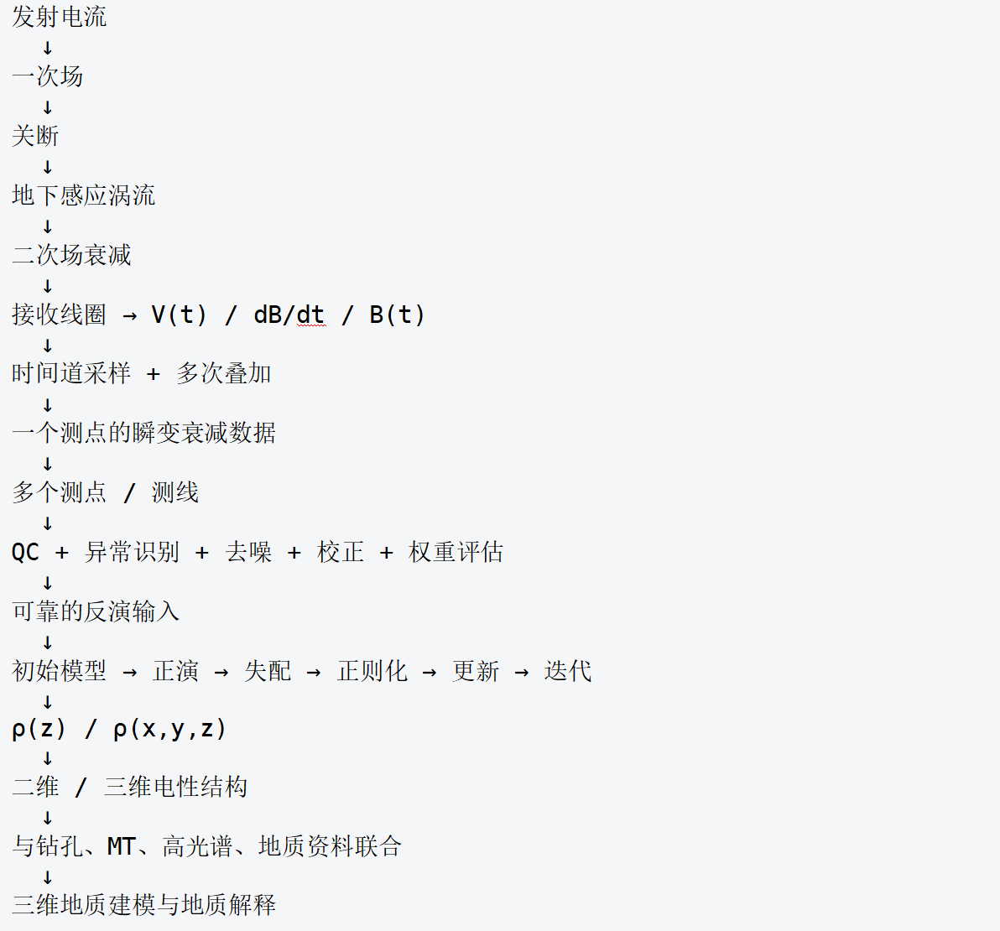 发射电流
↓
一次场
↓
关断
↓
地下感应涡流
↓
二次场衰减
↓
接收线圈 → V(t) / dB/dt / B(t)
↓
时间道采样 + 多次叠加
↓
一个测点的瞬变衰减数据
↓
多个测点 / 测线
↓
QC + 异常识别 + 去噪 + 校正 + 权重评估
↓
可靠的反演输入
↓
初始模型 → 正演 → 失配 → 正则化 → 更新 → 迭代
↓
ρ(z) / ρ(x,y,z)
↓
二维 / 三维电性结构
↓
与钻孔、MT、高光谱、地质资料联合
↓
三维地质建模与地质解释